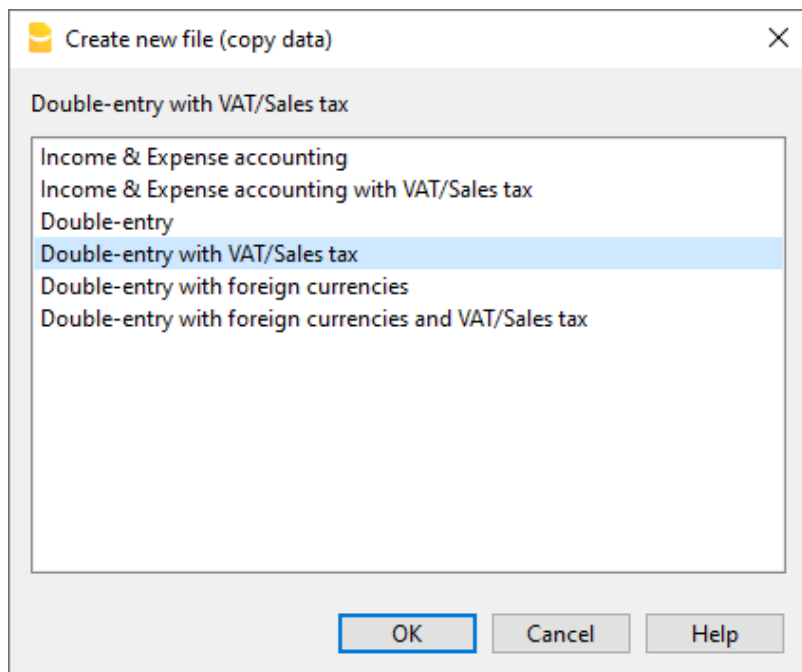 Create new file (copy data)
Double-entry with VAT/Sales tax
Income & Expense accounting
Income & Expense accounting with VAT/Sales tax
Double-entry
Double-entry with VAT/Sales tax
Double-entry with foreign currencies
Double-entry with foreign currencies and VAT/Sales tax
OK Cancel Help